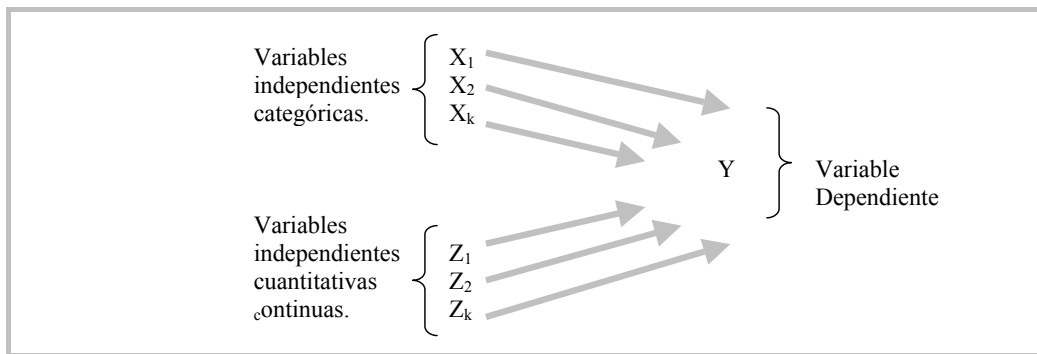 Variables
independientes
categóricas.
X1
X2
Xk
Y
Variable
Dependiente
Variables
independientes
cuantitativas
continuas.
Z1
Z2
Zk